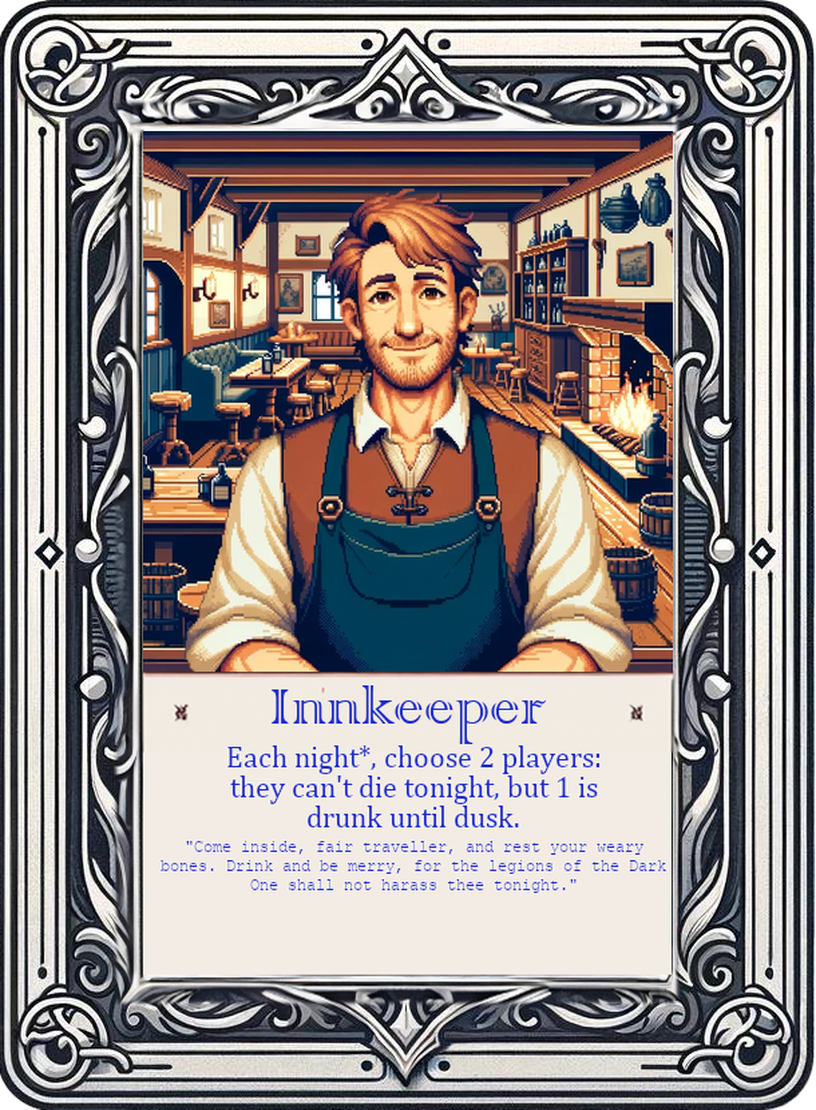 Innkeeper
Each night*, choose 2 players:
they can't die tonight, but 1 is
drunk until dusk.
"Come inside, fair traveller, and rest your weary
bones. Drink and be merry, for the legions of the Dark
One shall not harass thee tonight."